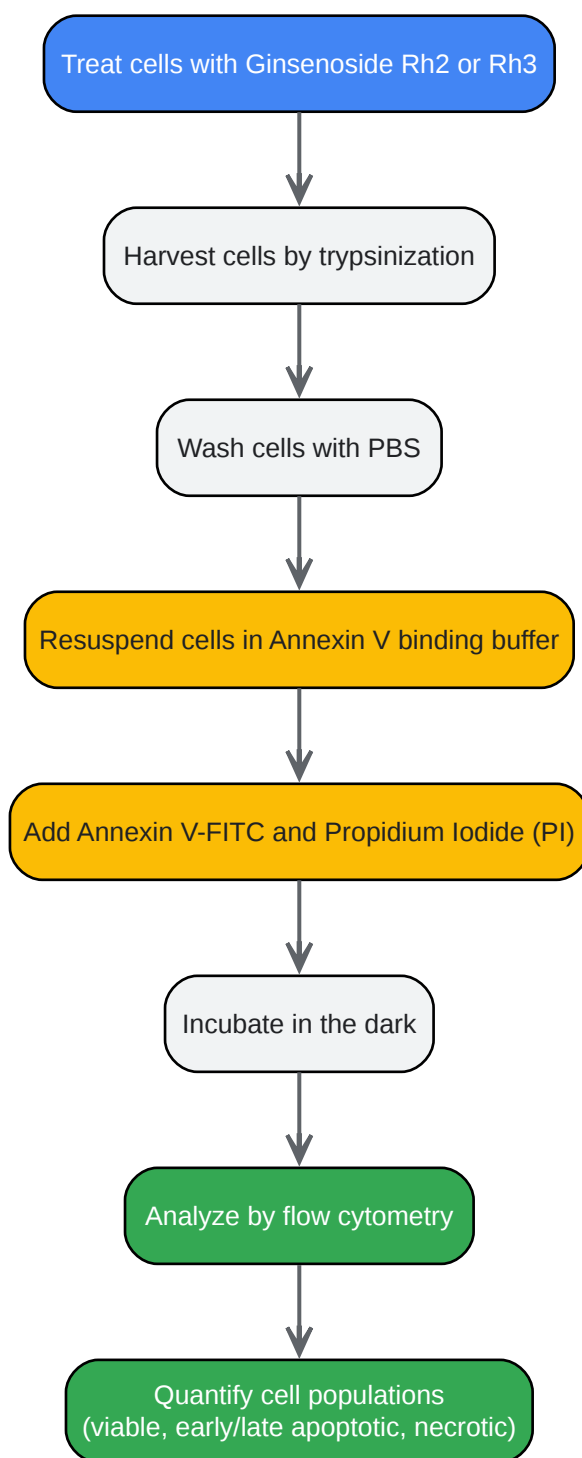 Treat cells with Ginsenoside Rh2 or Rh3
Harvest cells by trypsinization
Wash cells with PBS
Resuspend cells in Annexin V binding buffer
Add Annexin V-FITC and Propidium Iodide (PI)
Incubate in the dark
Analyze by flow cytometry
Quantify cell populations
(viable, early/late apoptotic, necrotic)